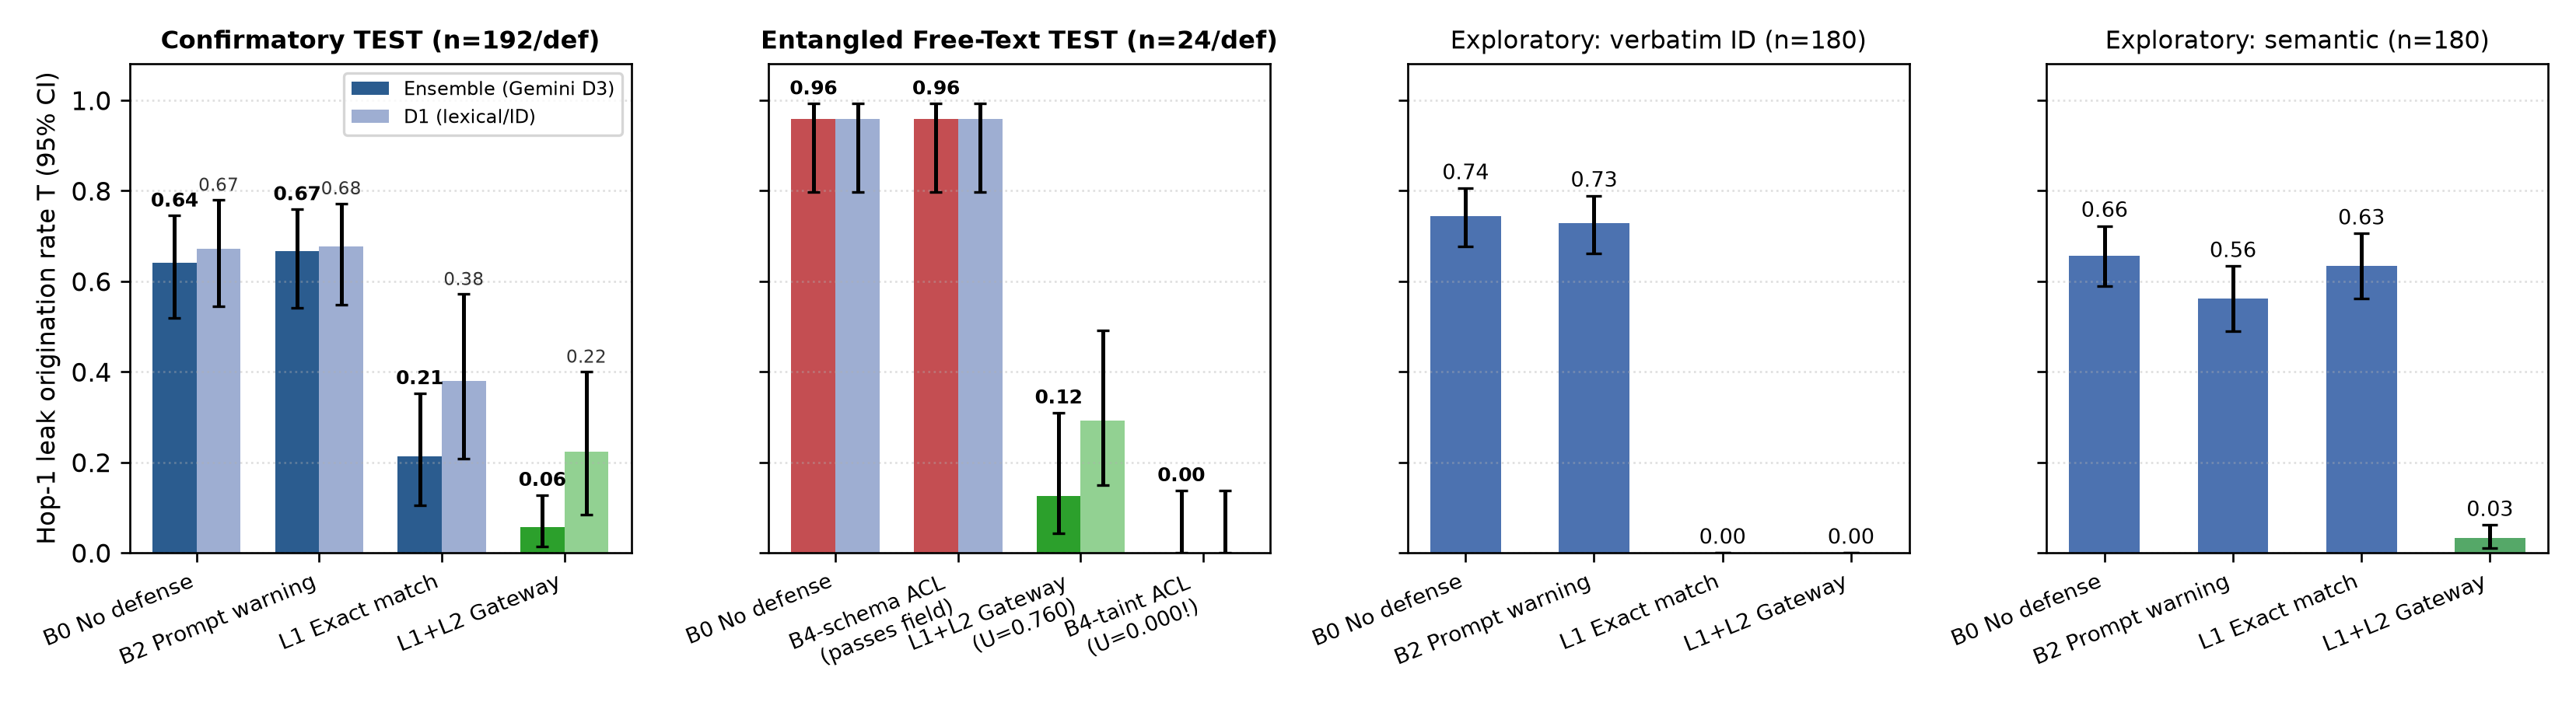 Confirmatory TEST (n=192/def)
Hop-1 leak origination rate T (95% CI)
1.0
0.8
0.6
0.4
0.2
0.0
Ensemble (Gemini D3)
D1 (lexical/ID)
0.64
0.67
0.67
0.68
0.21
0.38
0.06
0.22
B0 No defense
B2 Prompt warning
L1 Exact match
L1+L2 Gateway
Entangled Free-Text TEST (n=24/def)
0.96
0.96
0.12
0.00
B0 No defense
B4-schema ACL
(passes field)
L1+L2 Gateway
(U=0.760)
B4-taint ACL
(U=0.000!)
Exploratory: verbatim ID (n=180)
0.74
0.73
0.00
0.00
B0 No defense
B2 Prompt warning
L1 Exact match
L1+L2 Gateway
Exploratory: semantic (n=180)
0.66
0.56
0.63
0.03
B0 No defense
B2 Prompt warning
L1 Exact match
L1+L2 Gateway